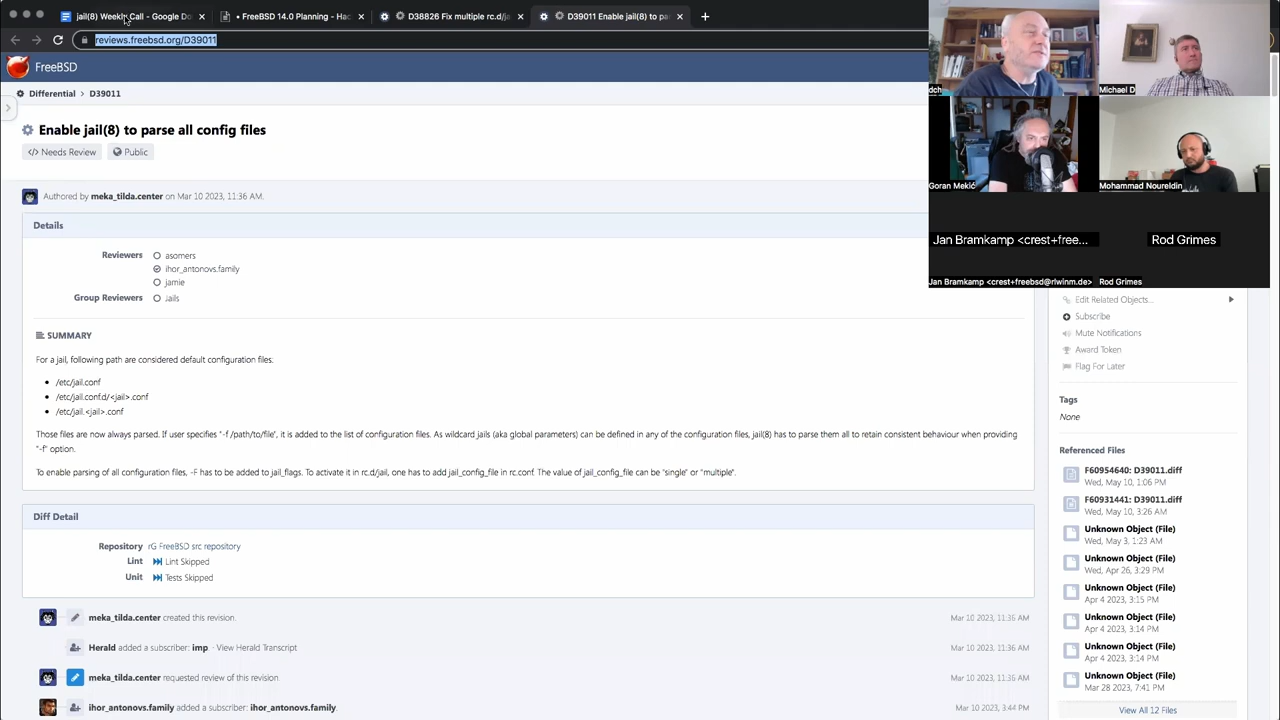 jail(8) Weekly Call - Google Do
• FreeBSD 14.0 Planning - Hac
D38826 Fix multiple rc.d/ja
D39011 Enable jail(8) to pa
reviews.freebsd.org/D39011
FreeBSD
Differential > D39011
Enable jail(8) to parse all config files
</> Needs Review Public
Authored by meka_tilda.center on Mar 10 2023, 11:36 AM.
Details
Reviewers asomers
ihor_antonovs.family
jamie
Group Reviewers jails
SUMMARY
For a jail, following path are considered default configuration files:
• /etc/jail.conf
• /etc/jail.conf.d/<jail>.conf
• /etc/jail.<jail>.conf
Those files are now always parsed. If user specifies "-f /path/to/file", it is added to the list of configuration files. As wildcard jails (aka global parameters) can be defined in any of the configuration files, jail(8) has to parse them all to retain consistent behaviour when providing
"-f" option.
To enable parsing of all configuration files, -F has to be added to jail_flags. To activate it in rc.d/jail, one has to add jail_config_file in rc.conf. The value of jail_config_file can be "single" or "multiple".
Diff Detail
Repository rG FreeBSD src repository
Lint Lint Skipped
Unit Tests Skipped
meka_tilda.center created this revision. Mar 10 2023, 11:36 AM
Herald added a subscriber: imp. · View Herald Transcript Mar 10 2023, 11:36 AM
meka_tilda.center requested review of this revision. Mar 10 2023, 11:36 AM
ihor_antonovs.family added a subscriber: ihor_antonovs.family. Mar 10 2023, 3:44 PM
dch
Michael D
Goran Mekić
Mohammad Noureldin
Jan Bramkamp <crest+free...
Rod Grimes
Jan Bramkamp <crest+freebsd@rlwinm.de>
Rod Grimes
Edit Related Objects...
Subscribe
Mute Notifications
Award Token
Flag For Later
Tags
None
Referenced Files
F60954640: D39011.diff
Wed, May 10, 1:06 PM
F60931441: D39011.diff
Wed, May 10, 3:26 AM
Unknown Object (File)
Wed, May 3, 1:23 AM
Unknown Object (File)
Wed, Apr 26, 3:29 PM
Unknown Object (File)
Apr 4 2023, 3:15 PM
Unknown Object (File)
Apr 4 2023, 3:14 PM
Unknown Object (File)
Apr 4 2023, 3:14 PM
Unknown Object (File)
Mar 28 2023, 7:41 PM
View All 12 Files